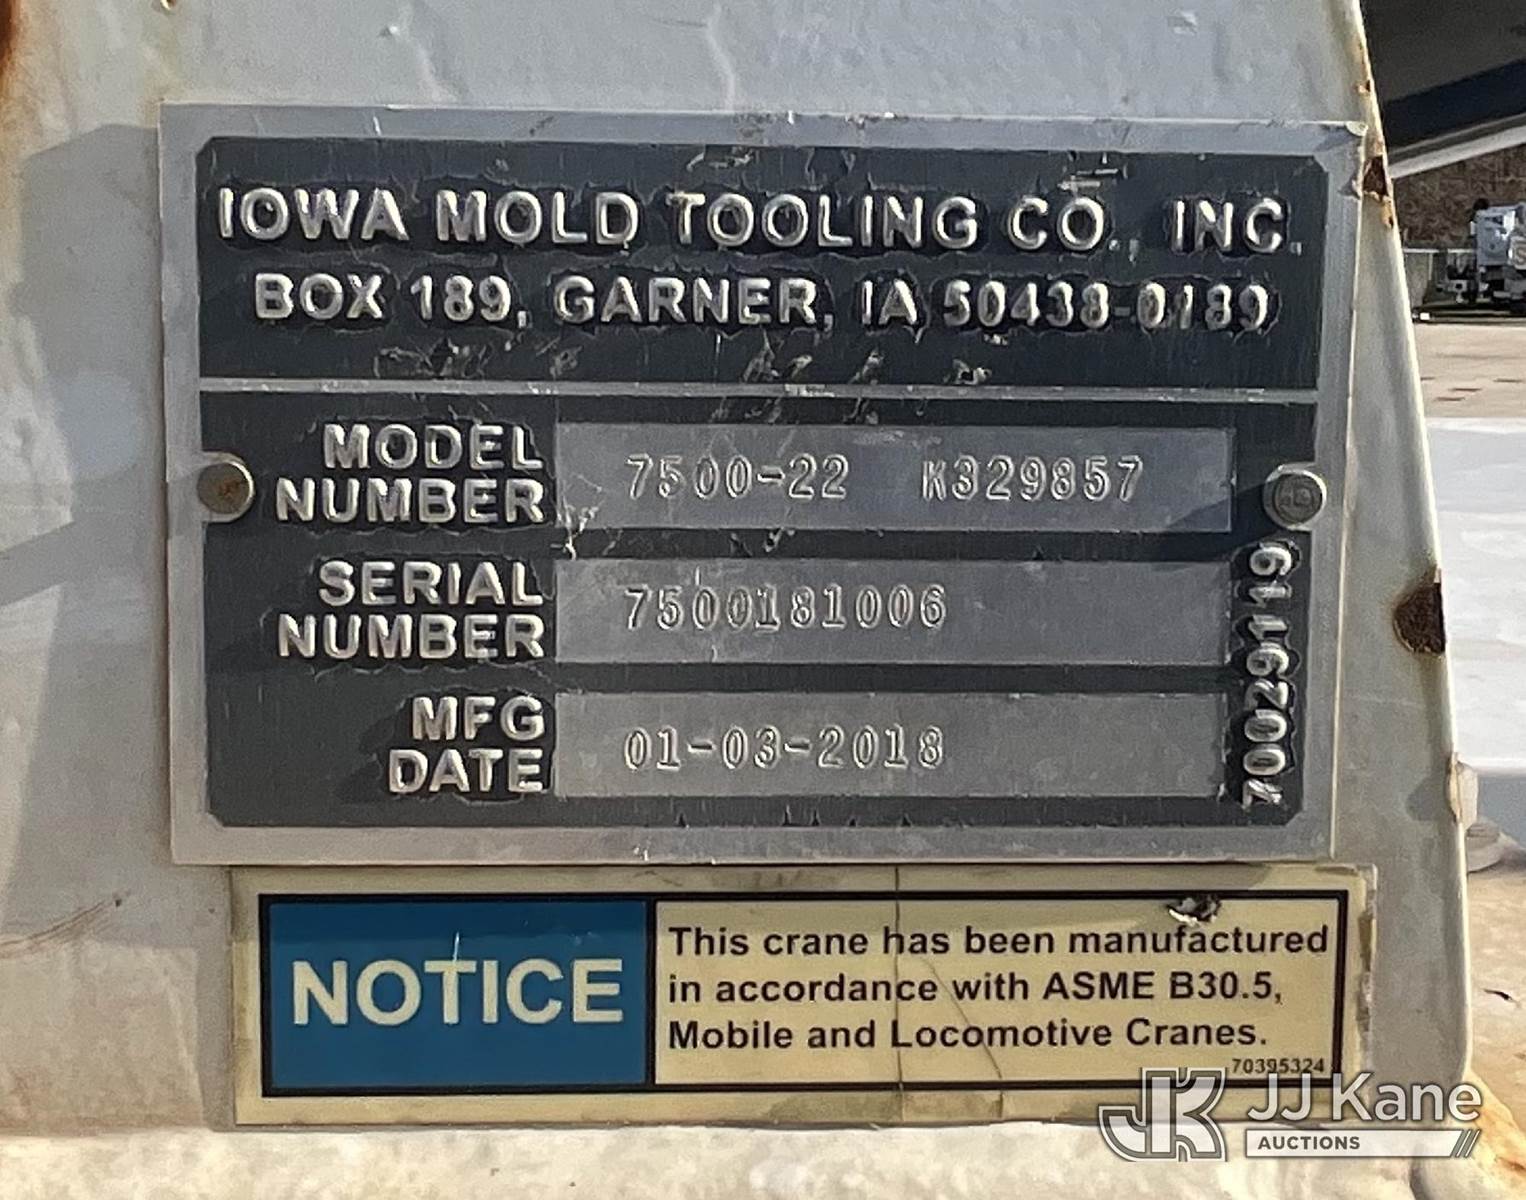 IOWA MOLD TOOLING CO., INC.
BOX 189, GARNER, IA 50438-0189
MODEL NUMBER 7500-22 K329857
SERIAL NUMBER 7500181006
MFG DATE 01-03-2018
70029119
NOTICE
This crane has been manufactured
in accordance with ASME B30.5,
Mobile and Locomotive Cranes.
70395324
JK JJ Kane
AUCTIONS